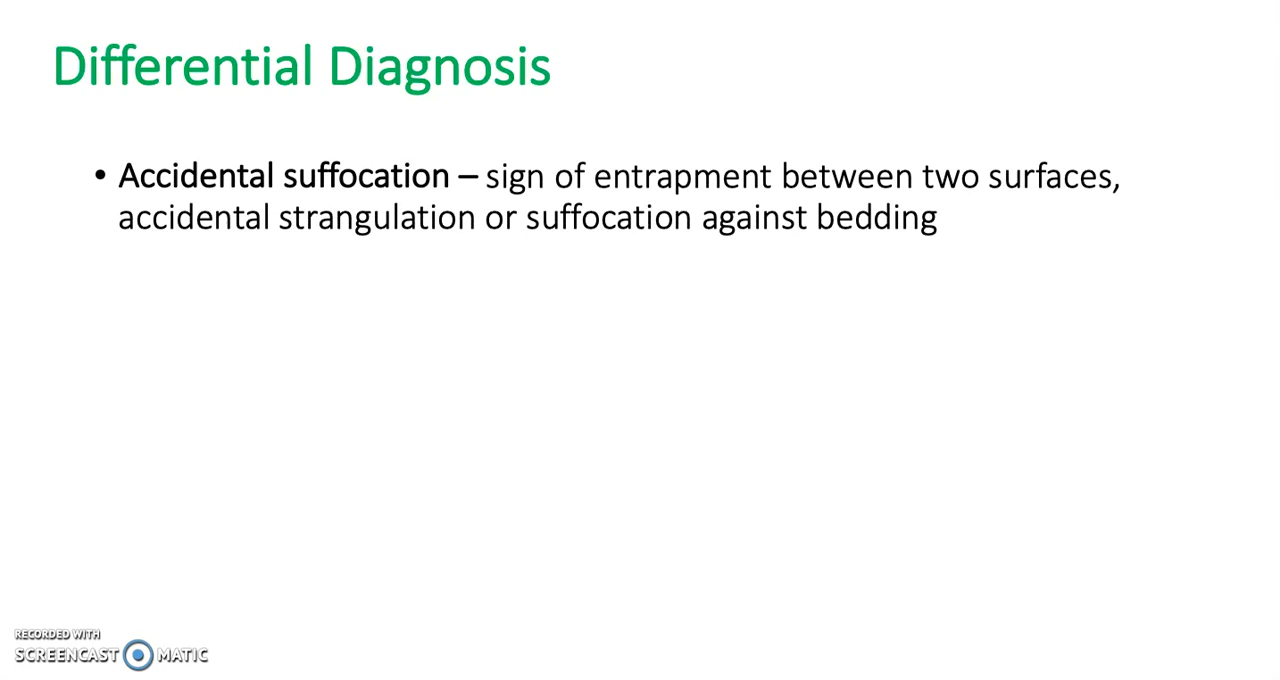 Differential Diagnosis
• Accidental suffocation – sign of entrapment between two surfaces,
accidental strangulation or suffocation against bedding
RECORDED WITH
SCREENCAST MATIC